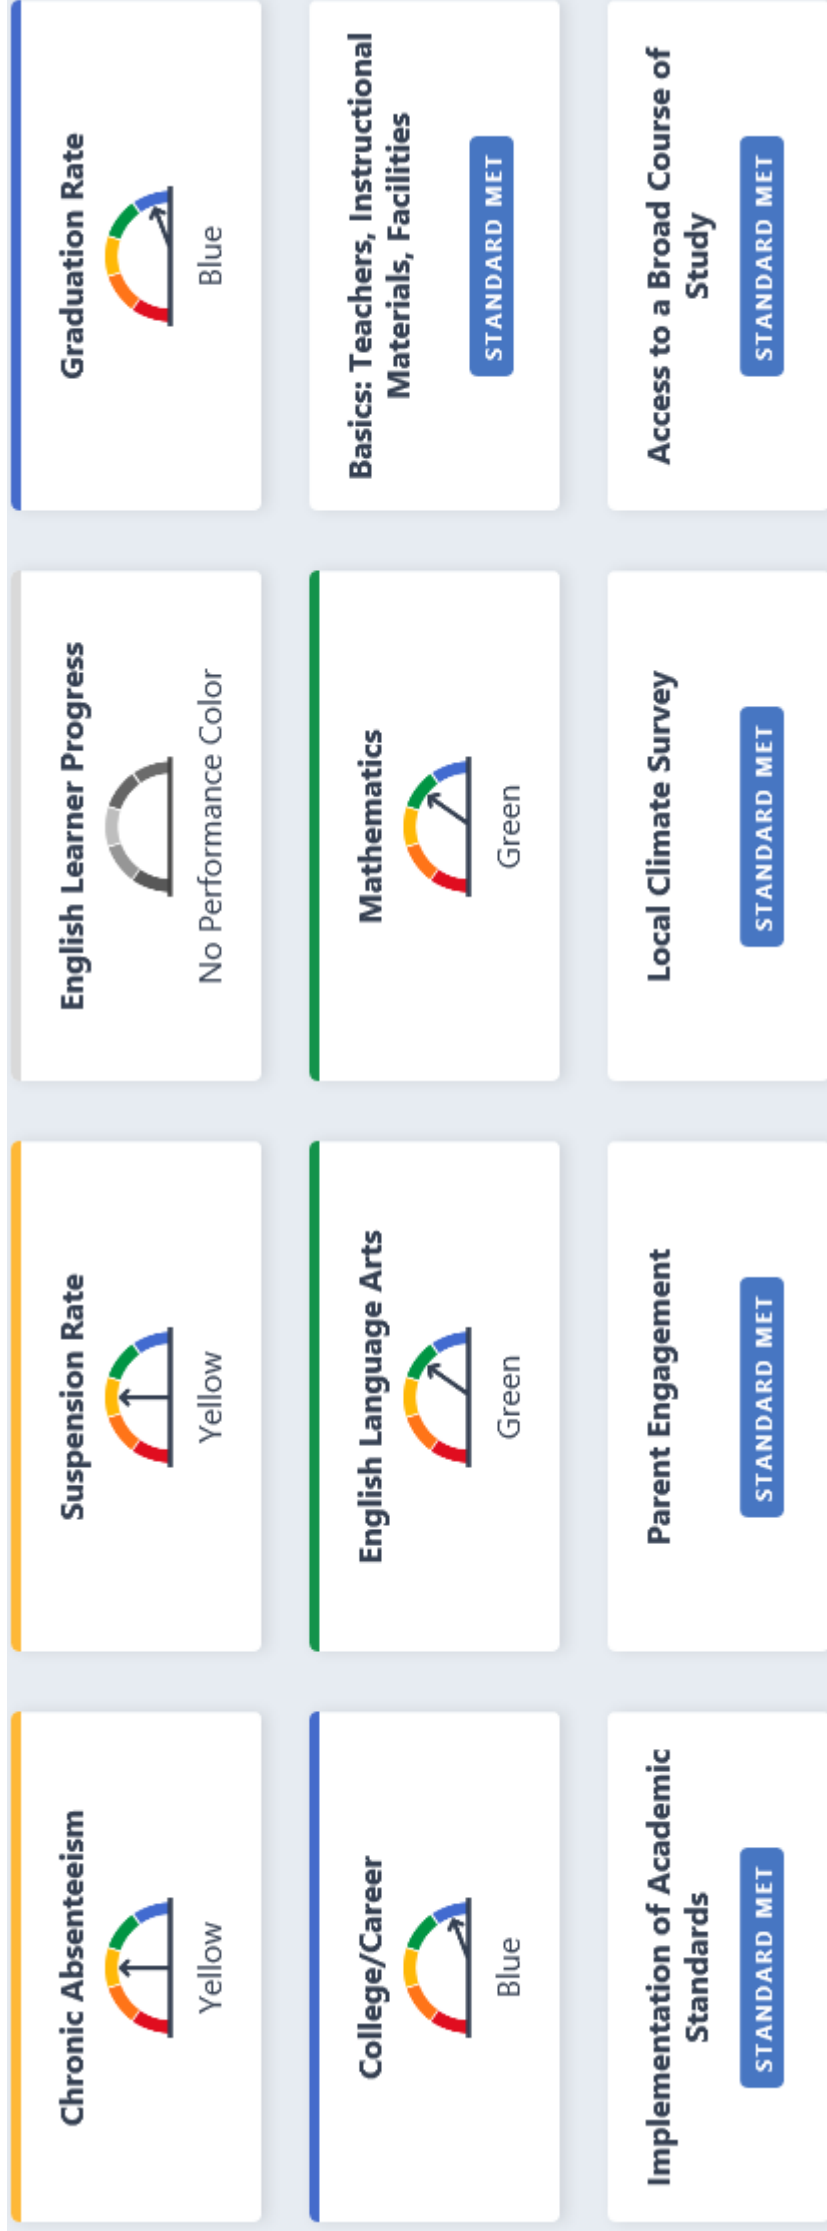 Chronic Absenteeism
Yellow
Suspension Rate
Yellow
English Learner Progress
No Performance Color
Graduation Rate
Blue
College/Career
Blue
English Language Arts
Green
Mathematics
Green
Basics: Teachers, Instructional
Materials, Facilities
STANDARD MET
Implementation of Academic
Standards
STANDARD MET
Parent Engagement
STANDARD MET
Local Climate Survey
STANDARD MET
Access to a Broad Course of
Study
STANDARD MET